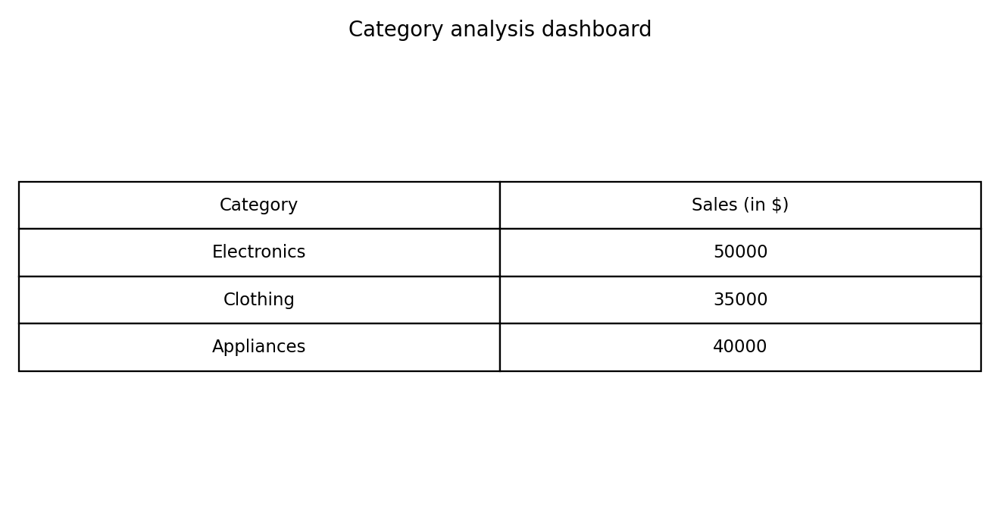 Category analysis dashboard
Category Sales (in $)
Electronics 50000
Clothing 35000
Appliances 40000